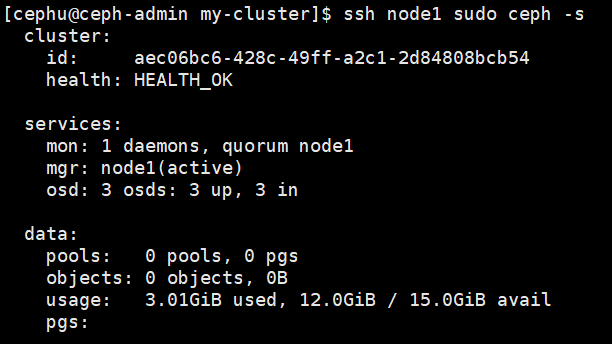 [cephu@ceph-admin my-cluster]$ ssh node1 sudo ceph -s
  cluster:
    id:     aec06bc6-428c-49ff-a2c1-2d84808bcb54
    health: HEALTH_OK

  services:
    mon: 1 daemons, quorum node1
    mgr: node1(active)
    osd: 3 osds: 3 up, 3 in

  data:
    pools:   0 pools, 0 pgs
    objects: 0 objects, 0B
    usage:   3.01GiB used, 12.0GiB / 15.0GiB avail
    pgs: